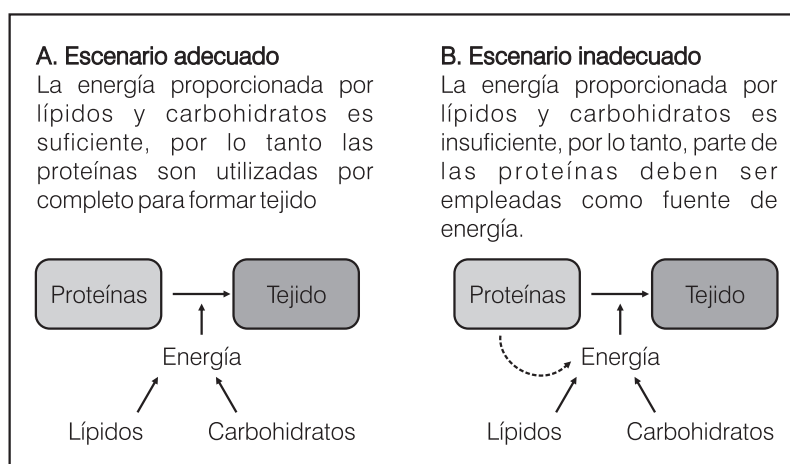 A. Escenario adecuado
La energía proporcionada por
lípidos y carbohidratos es
suficiente, por lo tanto las
proteínas son utilizadas por
completo para formar tejido
Proteínas
Tejido
Energía
Lípidos
Carbohidratos
B. Escenario inadecuado
La energía proporcionada por
lípidos y carbohidratos es
insuficiente, por lo tanto, parte de
las proteínas deben ser
empleadas como fuente de
energía.
Proteínas
Tejido
Energía
Lípidos
Carbohidratos